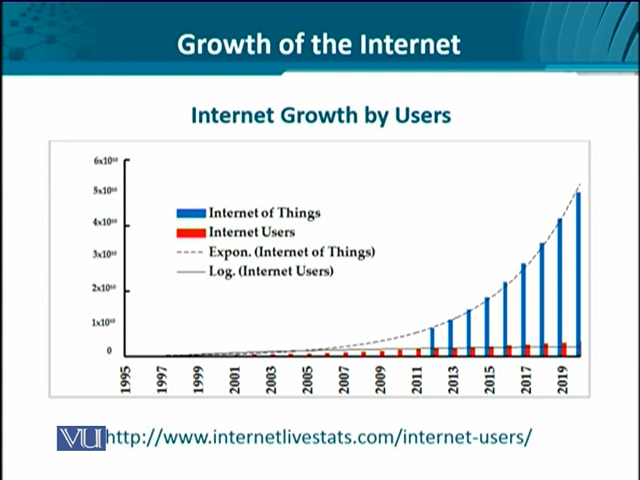 Growth of the Internet
Internet Growth by Users
6x10¹⁰
5x10¹⁰
4x10¹⁰
3x10¹⁰
2x10¹⁰
1x10¹⁰
0
Internet of Things
Internet Users
Expon. (Internet of Things)
Log. (Internet Users)
1995
1997
1999
2001
2003
2005
2007
2009
2011
2013
2015
2017
2019
VU http://www.internetlivestats.com/internet-users/